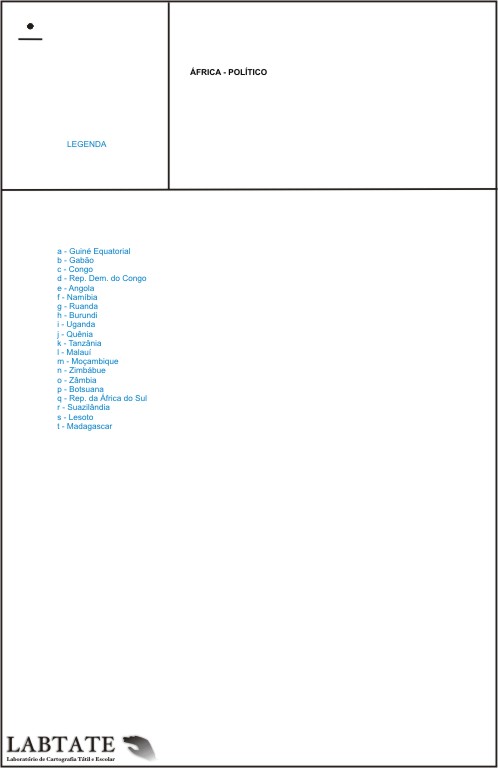 ÁFRICA - POLÍTICO
LEGENDA
a - Guiné Equatorial
b - Gabão
c - Congo
d - Rep. Dem. do Congo
e - Angola
f - Namíbia
g - Ruanda
h - Burundi
i - Uganda
j - Quênia
k - Tanzânia
l - Malauí
m - Moçambique
n - Zimbábue
o - Zâmbia
p - Botsuana
q - Rep. da África do Sul
r - Suazilândia
s - Lesoto
t - Madagascar
LABTATE
Laboratório de Cartografia Tátil e Escolar